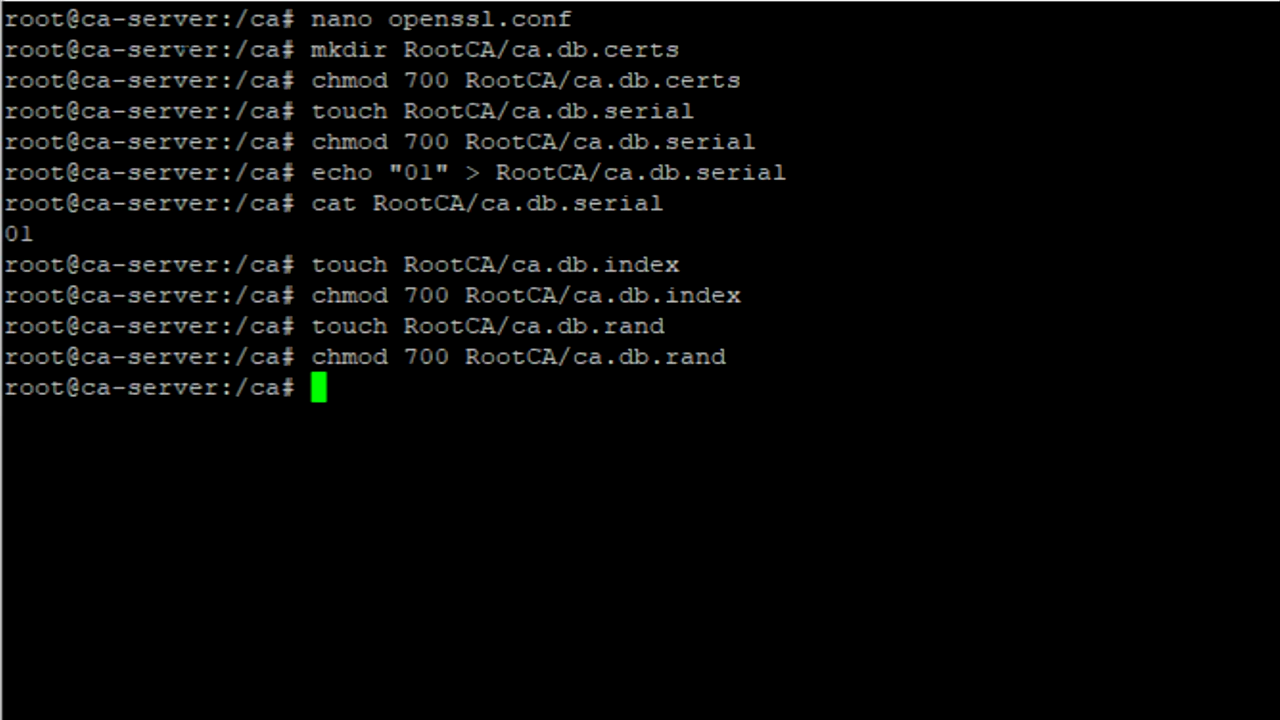 root@ca-server:/ca# nano openssl.conf
root@ca-server:/ca# mkdir RootCA/ca.db.certs
root@ca-server:/ca# chmod 700 RootCA/ca.db.certs
root@ca-server:/ca# touch RootCA/ca.db.serial
root@ca-server:/ca# chmod 700 RootCA/ca.db.serial
root@ca-server:/ca# echo "01" > RootCA/ca.db.serial
root@ca-server:/ca# cat RootCA/ca.db.serial
01
root@ca-server:/ca# touch RootCA/ca.db.index
root@ca-server:/ca# chmod 700 RootCA/ca.db.index
root@ca-server:/ca# touch RootCA/ca.db.rand
root@ca-server:/ca# chmod 700 RootCA/ca.db.rand
root@ca-server:/ca#